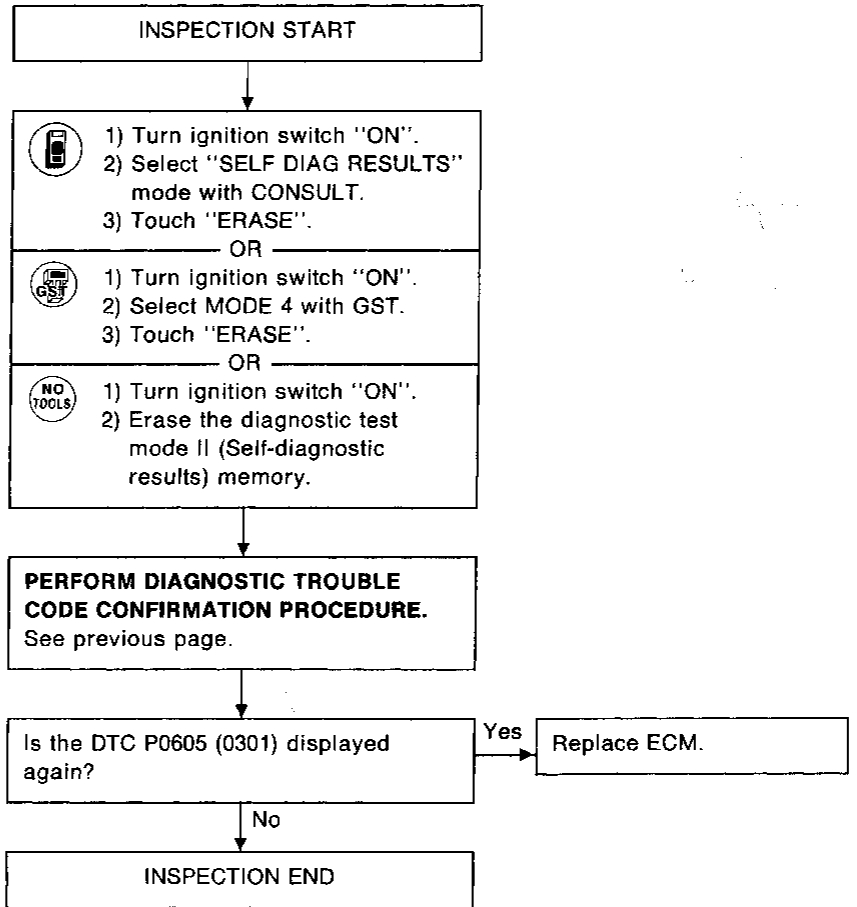 INSPECTION START
1) Turn ignition switch ''ON''.
2) Select ''SELF DIAG RESULTS''
mode with CONSULT.
3) Touch ''ERASE''.
OR
GST
1) Turn ignition switch ''ON''.
2) Select MODE 4 with GST.
3) Touch ''ERASE''.
OR
NO
TOOLS
1) Turn ignition switch ''ON''.
2) Erase the diagnostic test
mode II (Self-diagnostic
results) memory.
PERFORM DIAGNOSTIC TROUBLE
CODE CONFIRMATION PROCEDURE.
See previous page.
Is the DTC P0605 (0301) displayed
again?
Yes
Replace ECM.
No
INSPECTION END